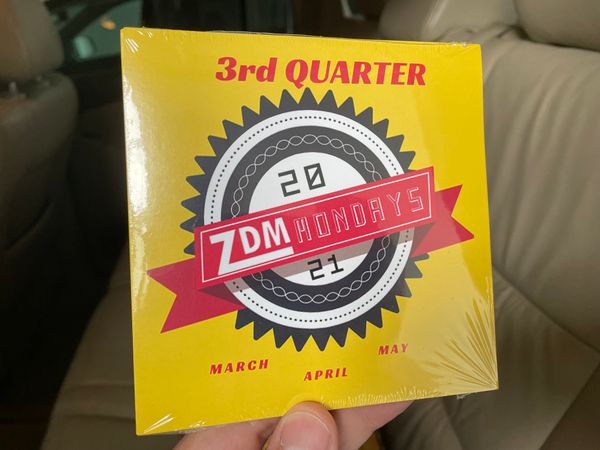 3rd QUARTER
20
ZDM MONDAYS
21
MARCH
APRIL
MAY